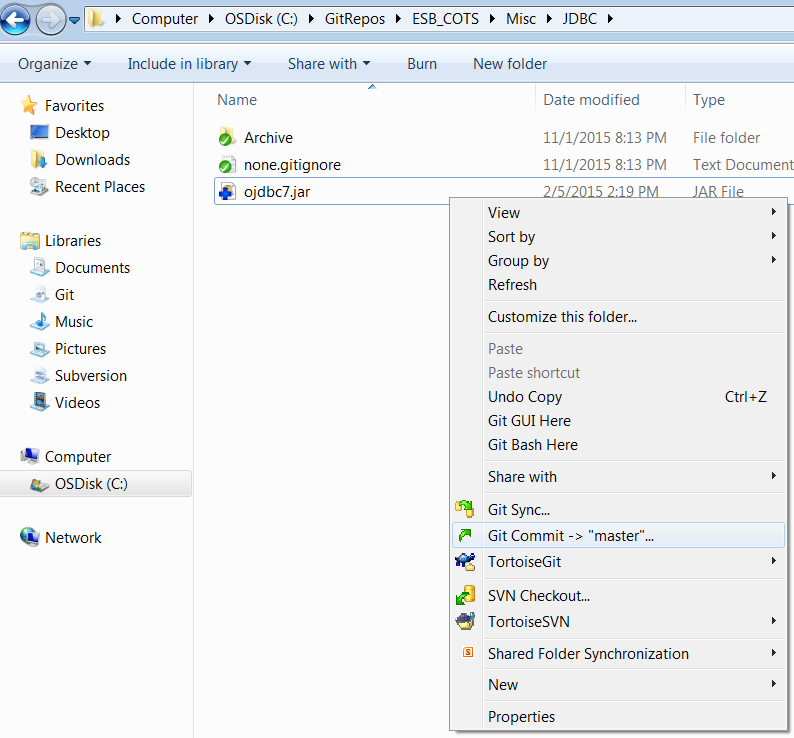 Computer OSDisk (C:) GitRepos ESB_COTS Misc JDBC
Organize Include in library Share with Burn New folder
Favorites
Desktop
Downloads
Recent Places
Libraries
Documents
Git
Music
Pictures
Subversion
Videos
Computer
OSDisk (C:)
Network
Name Date modified Type
Archive 11/1/2015 8:13 PM File folder
none.gitignore 11/1/2015 8:13 PM Text Document
ojdbc7.jar 2/5/2015 2:19 PM JAR File
View
Sort by
Group by
Refresh
Customize this folder...
Paste
Paste shortcut
Undo Copy Ctrl+Z
Git GUI Here
Git Bash Here
Share with
Git Sync...
Git Commit -> "master"...
TortoiseGit
SVN Checkout...
TortoiseSVN
S Shared Folder Synchronization
New
Properties